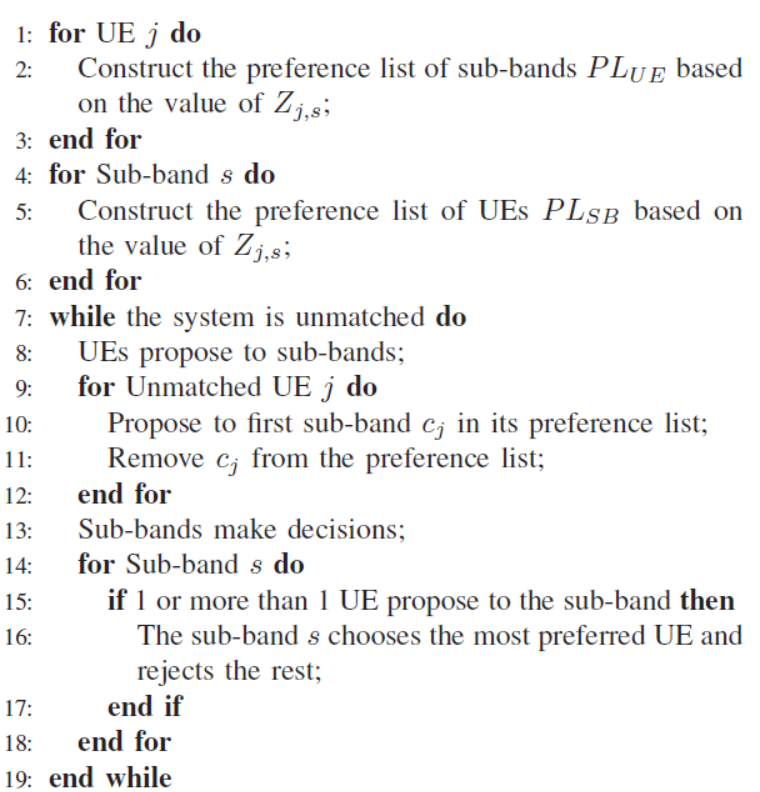 1: for UE j do
2: Construct the preference list of sub-bands PL_{UE} based
on the value of Z_{j,s};
3: end for
4: for Sub-band s do
5: Construct the preference list of UEs PL_{SB} based on
the value of Z_{j,s};
6: end for
7: while the system is unmatched do
8: UEs propose to sub-bands;
9: for Unmatched UE j do
10: Propose to first sub-band c_j in its preference list;
11: Remove c_j from the preference list;
12: end for
13: Sub-bands make decisions;
14: for Sub-band s do
15: if 1 or more than 1 UE propose to the sub-band then
16: The sub-band s chooses the most preferred UE and
rejects the rest;
17: end if
18: end for
19: end while